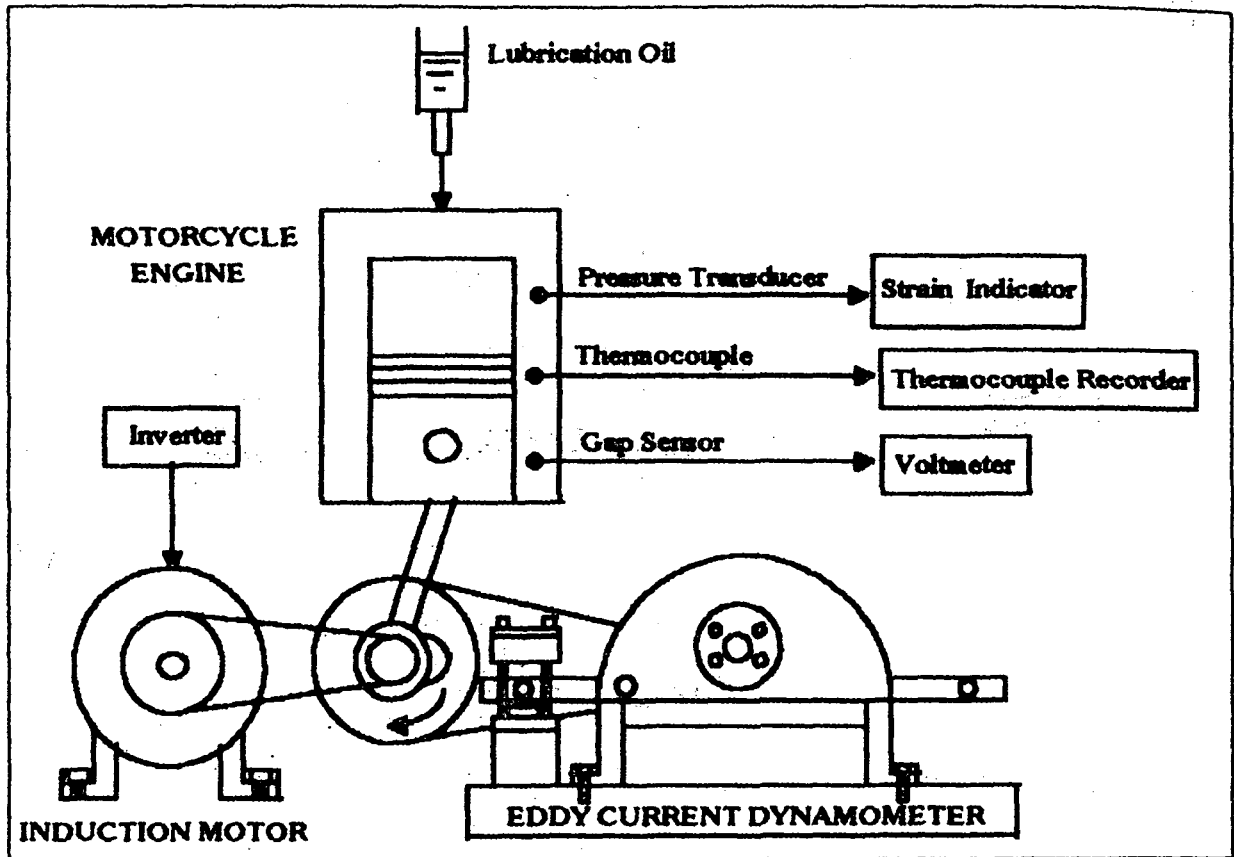 Lubrication Oil
MOTORCYCLE
ENGINE
Pressure Transducer
Strain Indicator
Thermocouple
Thermocouple Recorder
Inverter
Gap Sensor
Voltmeter
INDUCTION MOTOR
EDDY CURRENT DYNAMOMETER